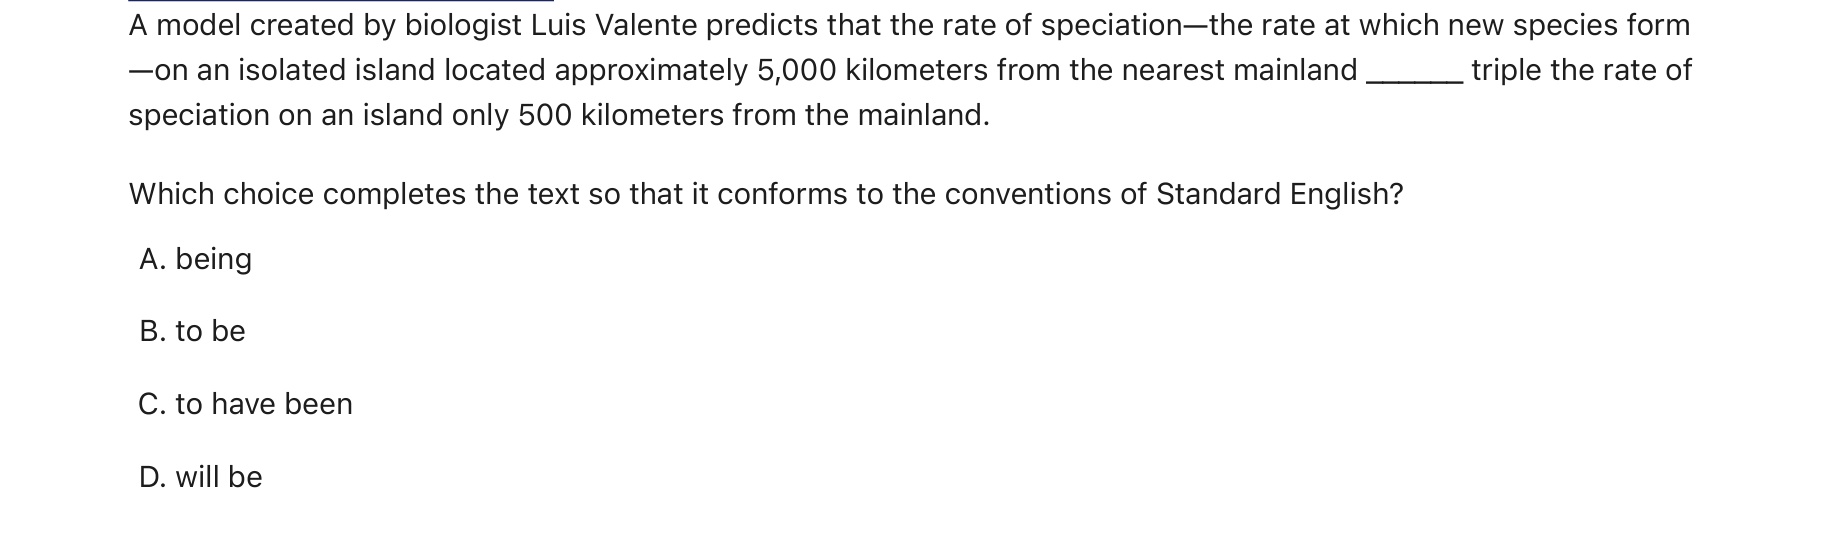 A model created by biologist Luis Valente predicts that the rate of speciation—the rate at which new species form
—on an isolated island located approximately 5,000 kilometers from the nearest mainland ______ triple the rate of
speciation on an island only 500 kilometers from the mainland.
Which choice completes the text so that it conforms to the conventions of Standard English?
A. being
B. to be
C. to have been
D. will be